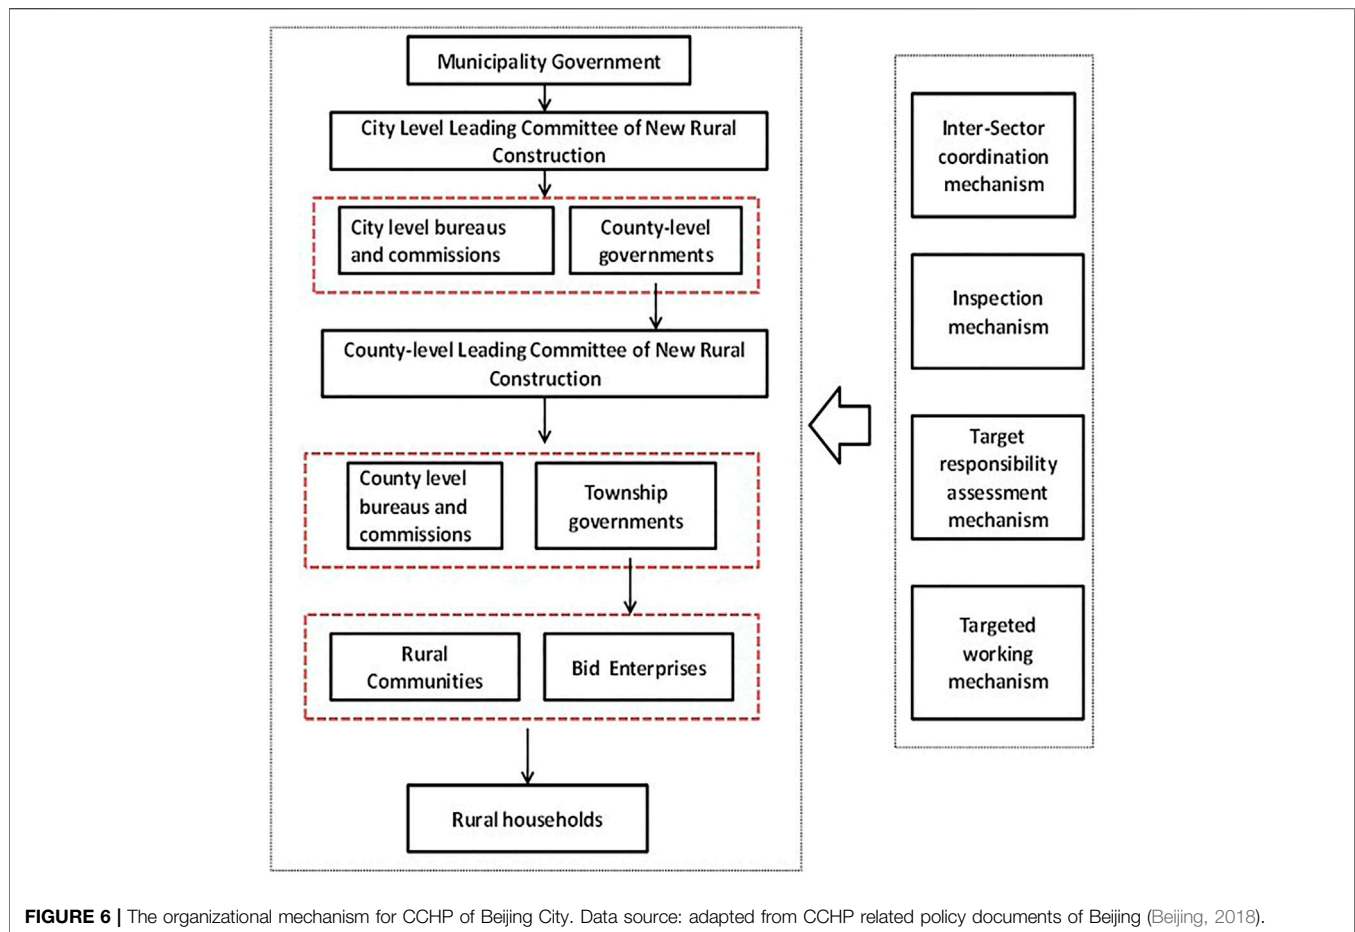 Municipality Government
City Level Leading Committee of New Rural
Construction
City level bureaus
and commissions
County-level
governments
County-level Leading Committee of New Rural
Construction
County level
bureaus and
commissions
Township
governments
Rural
Communities
Bid Enterprises
Rural households
Inter-Sector
coordination
mechanism
Inspection
mechanism
Target
responsibility
assessment
mechanism
Targeted
working
mechanism
FIGURE 6 | The organizational mechanism for CCHP of Beijing City. Data source: adapted from CCHP related policy documents of Beijing (Beijing, 2018).